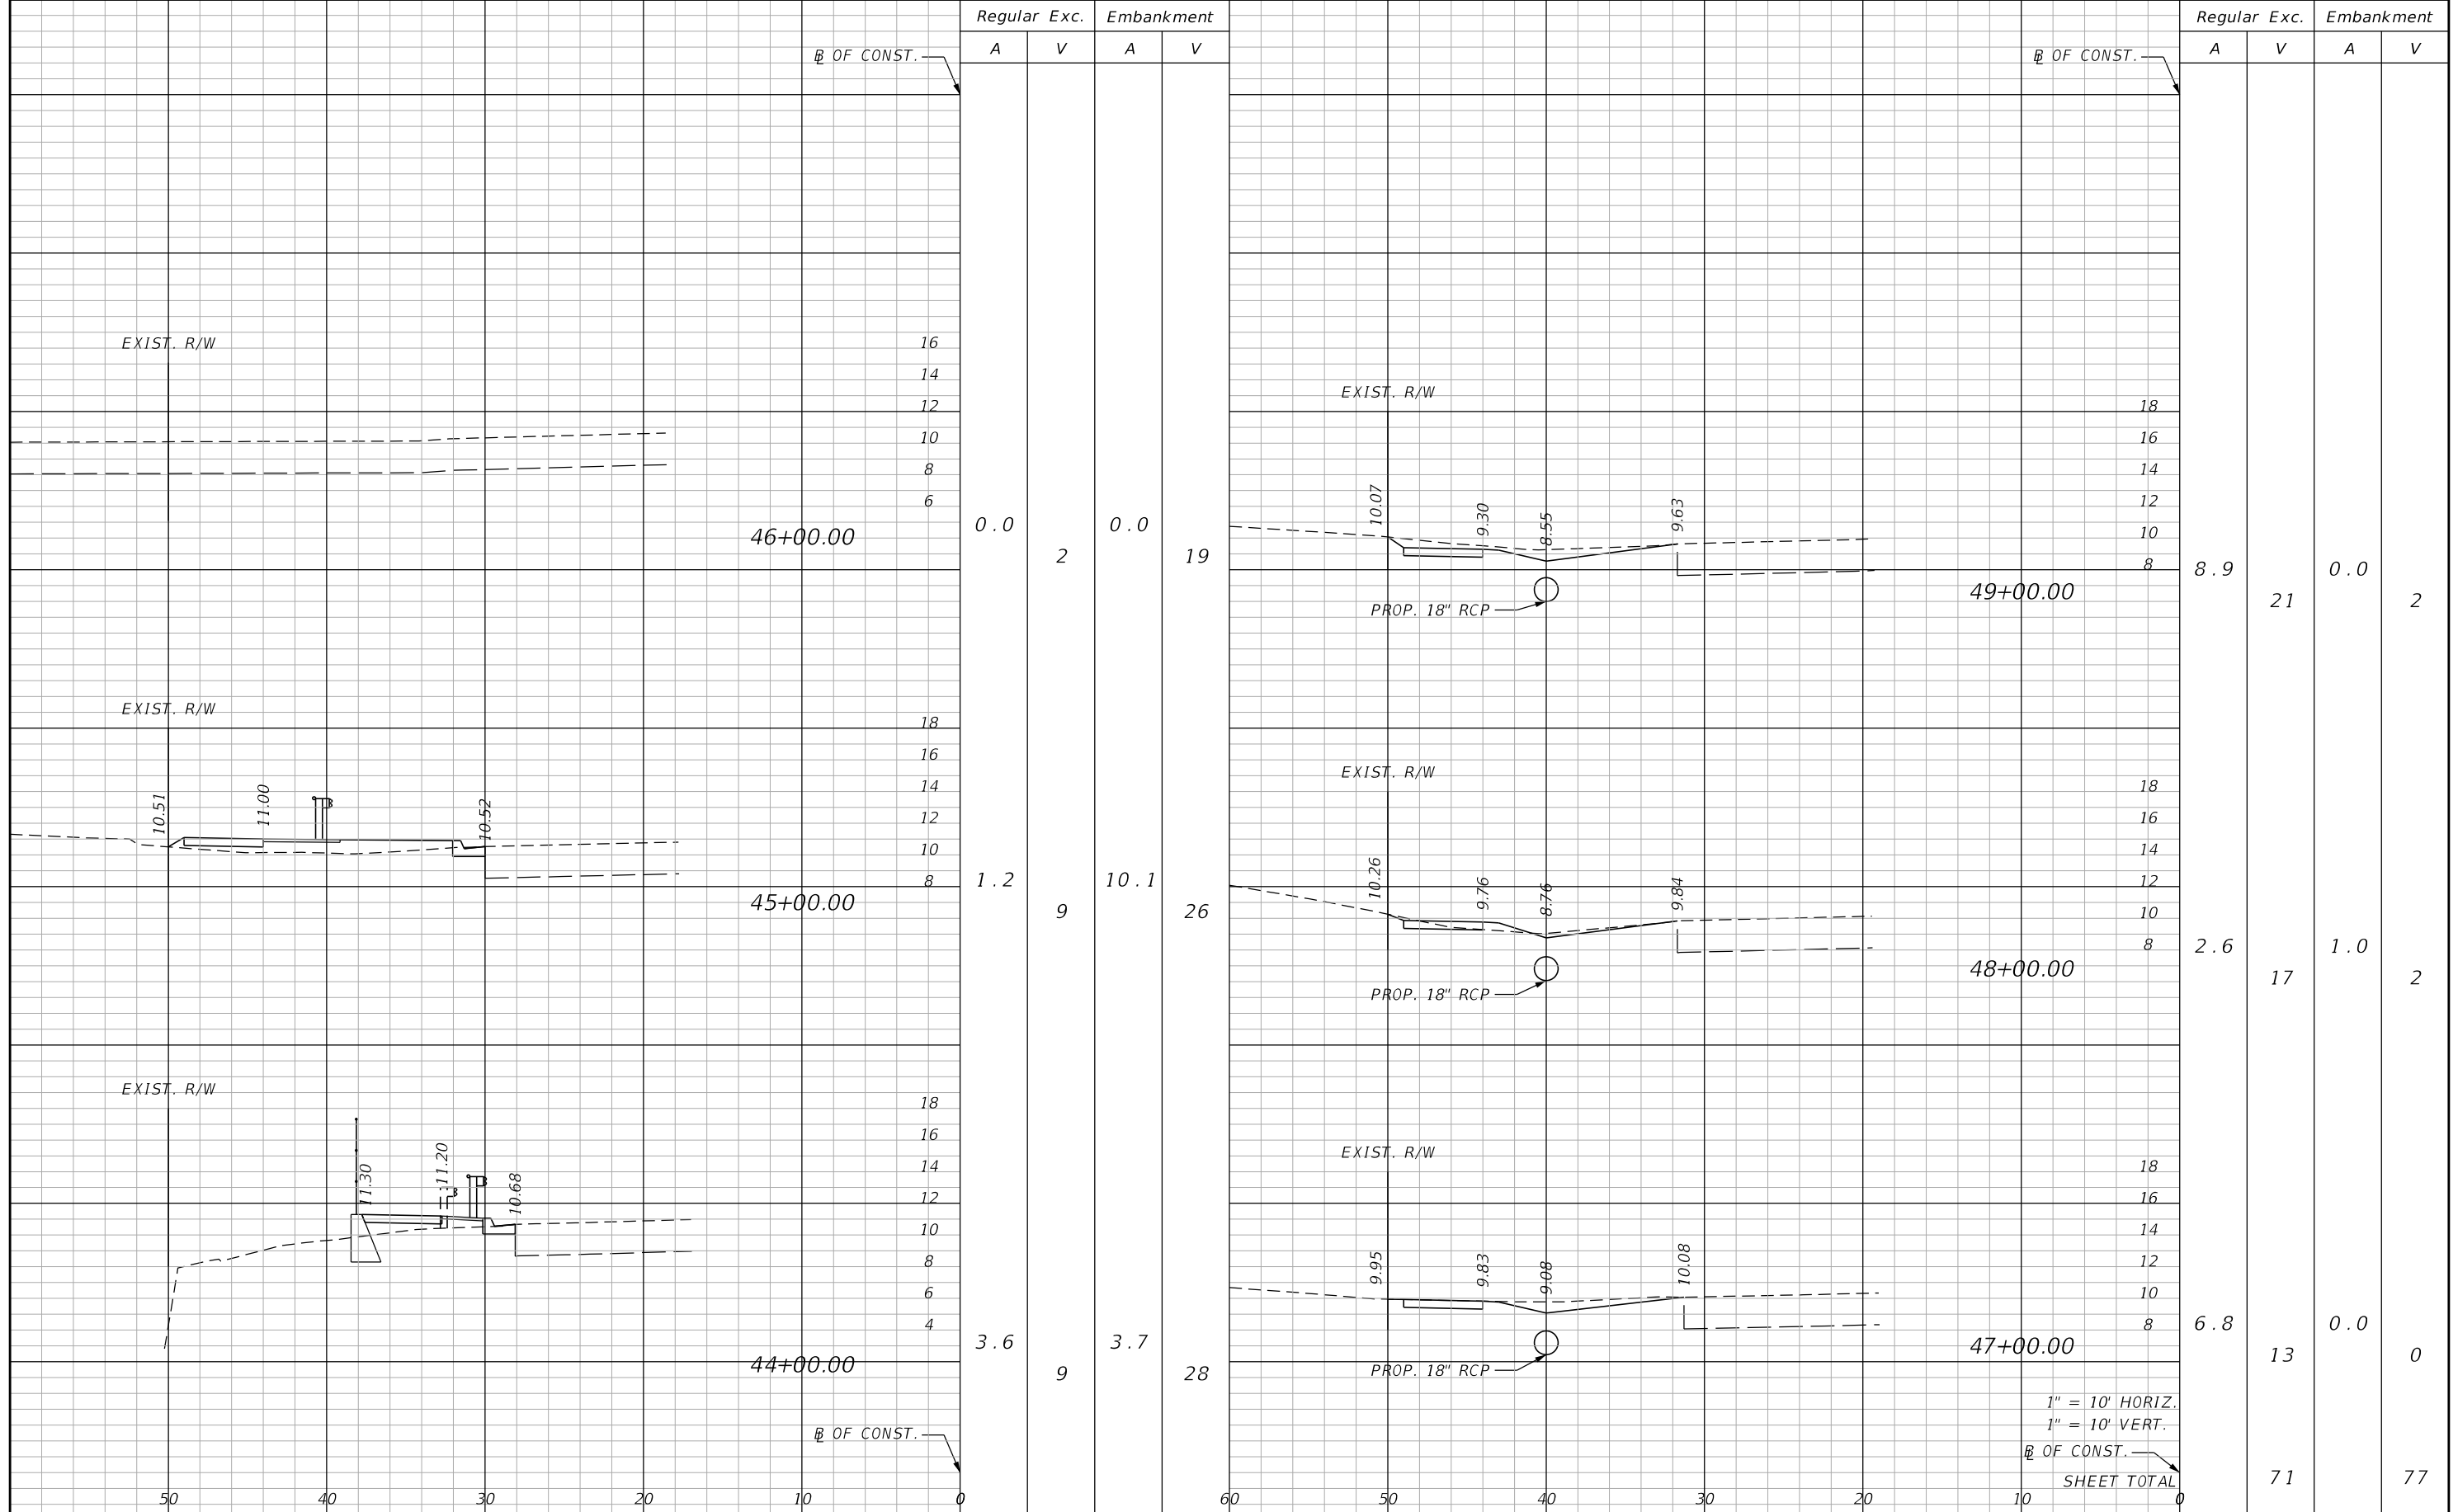 Regular Exc. Embankment
A V A V
BL OF CONST.
EXIST. R/W
16
14
12
10
8
6
46+00.00
0.0 0.0
2 19
EXIST. R/W
18
16
14
12
10
8
10.51 11.00 10.52
45+00.00
1.2 10.1
9 26
EXIST. R/W
18
16
14
12
10
8
6
4
11.30 11.20 10.68
44+00.00
3.6 3.7
9 28
BL OF CONST.
50 40 30 20 10 0
Regular Exc. Embankment
A V A V
BL OF CONST.
EXIST. R/W
18
16
14
12
10
8
10.07 9.30 8.55 9.63
PROP. 18" RCP
49+00.00
8.9 0.0
21 2
EXIST. R/W
18
16
14
12
10
8
10.26 9.76 8.76 9.84
PROP. 18" RCP
48+00.00
2.6 1.0
17 2
EXIST. R/W
18
16
14
12
10
8
9.95 9.83 9.08 10.08
PROP. 18" RCP
47+00.00
6.8 0.0
13 0
1" = 10' HORIZ.
1" = 10' VERT.
BL OF CONST.
SHEET TOTAL 71 77
60 50 40 30 20 10 0